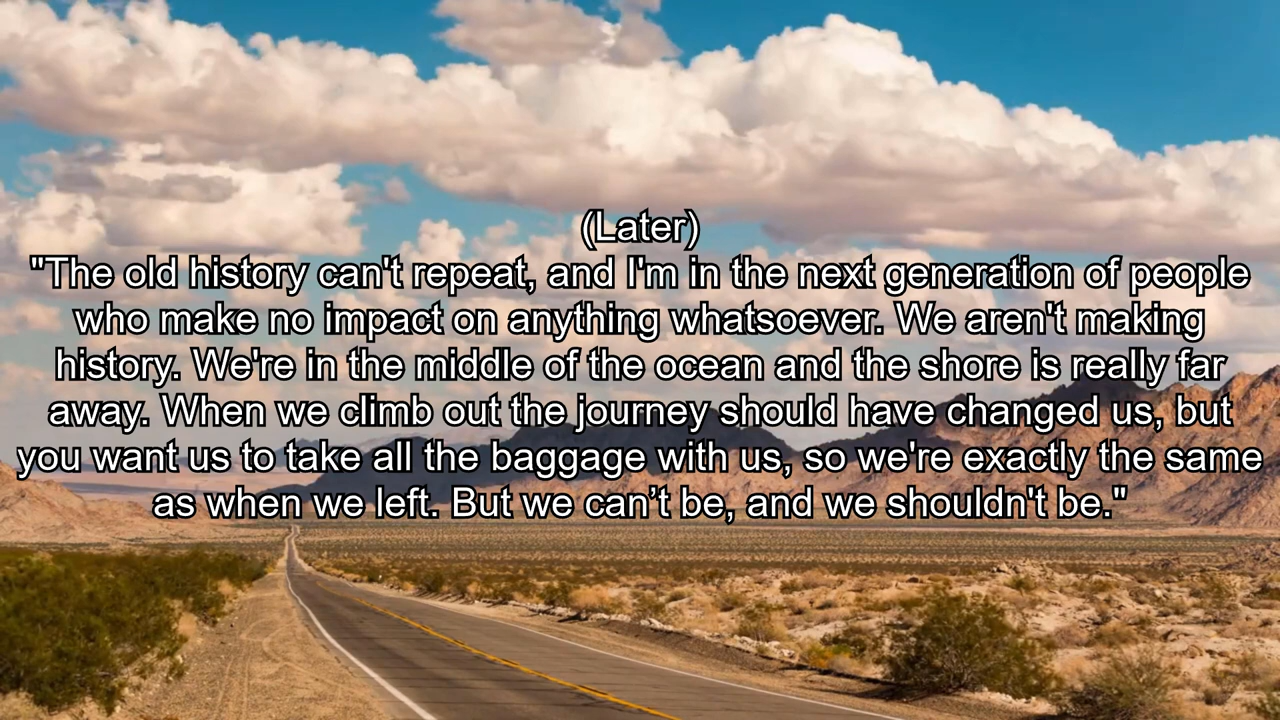 (Later)
"The old history can't repeat, and I'm in the next generation of people
who make no impact on anything whatsoever. We aren't making
history. We're in the middle of the ocean and the shore is really far
away. When we climb out the journey should have changed us, but
you want us to take all the baggage with us, so we're exactly the same
as when we left. But we can’t be, and we shouldn't be."